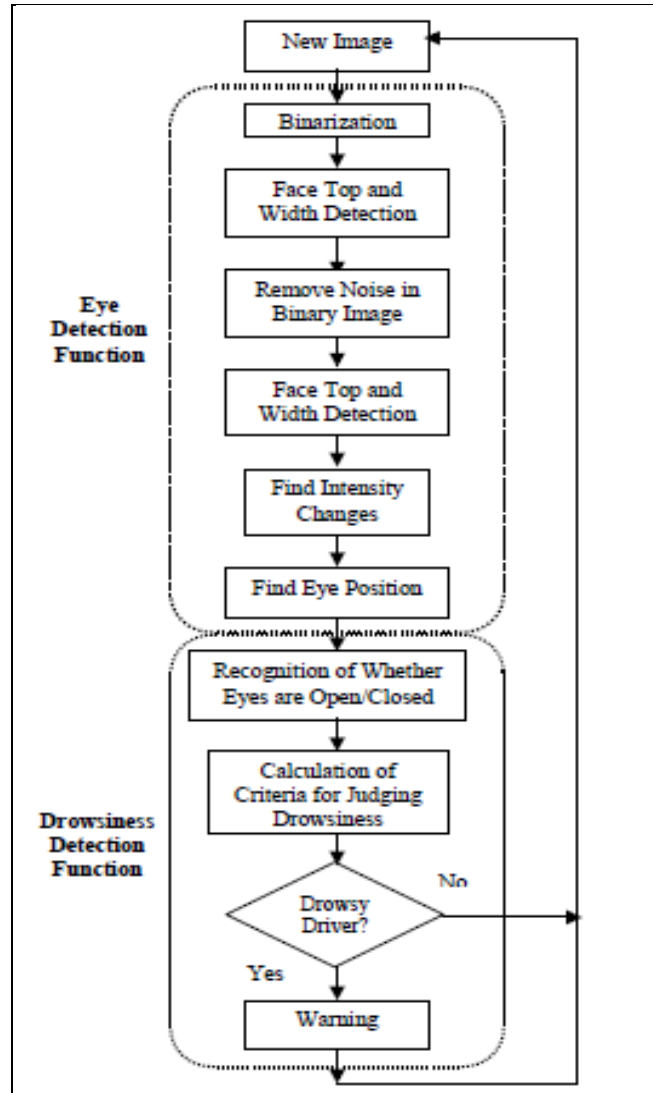 New Image
Binarization
Face Top and
Width Detection
Remove Noise in
Binary Image
Eye
Detection
Function
Face Top and
Width Detection
Find Intensity
Changes
Find Eye Position
Recognition of Whether
Eyes are Open/Closed
Calculation of
Criteria for Judging
Drowsiness
Drowsiness
Detection
Function
No
Drowsy
Driver?
Yes
Warning